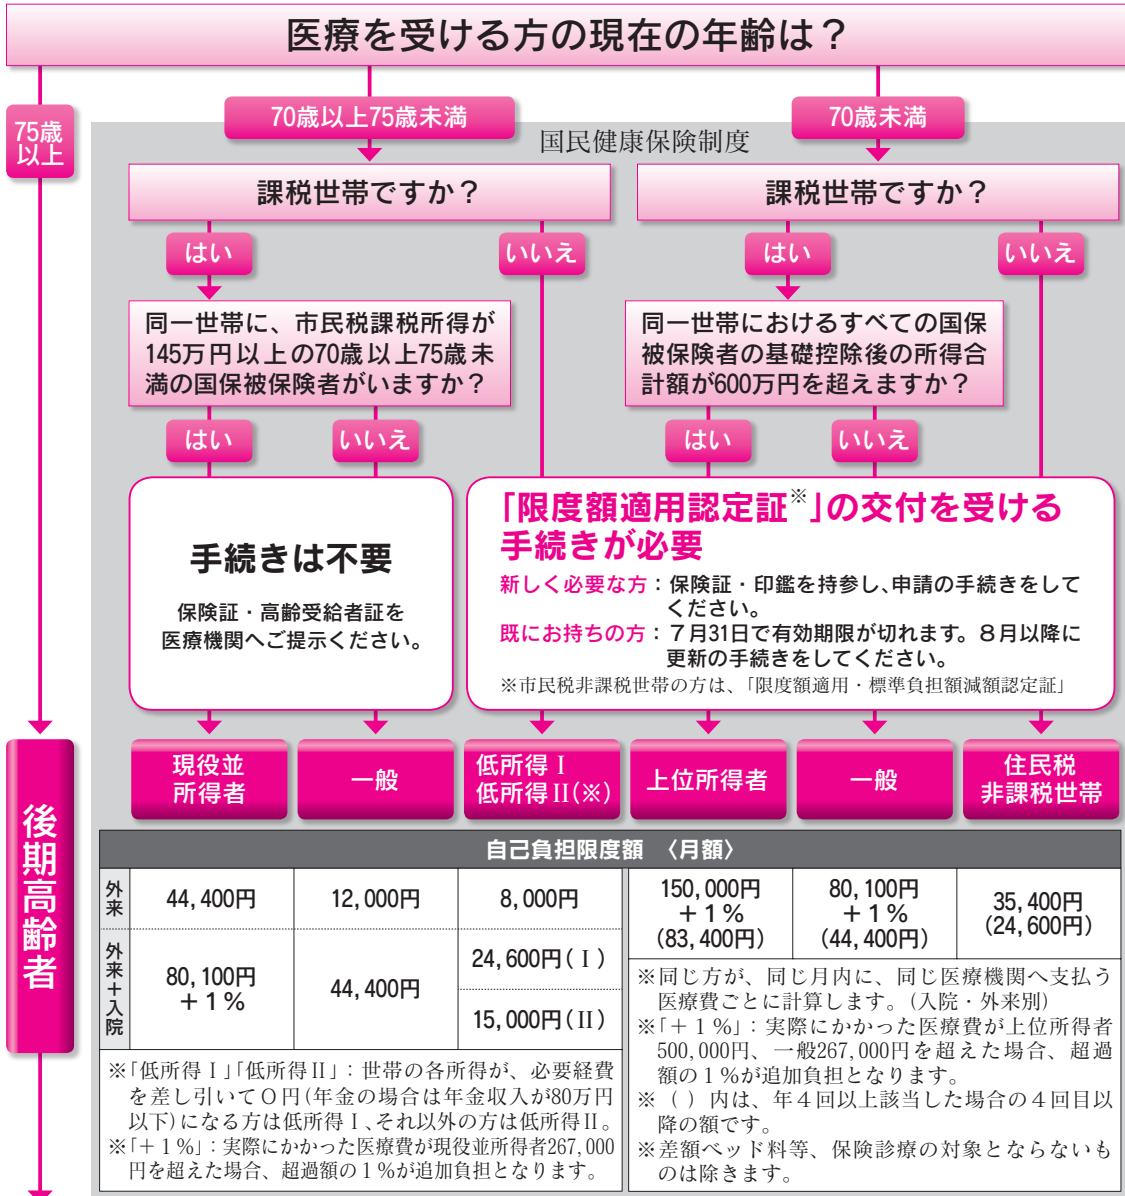 医療を受ける方の現在の年齢は？
75歳
以上
70歳以上75歳未満
70歳未満
国民健康保険制度
課税世帯ですか？
課税世帯ですか？
はい
いいえ
はい
いいえ
同一世帯に、市民税課税所得が
145万円以上の70歳以上75歳未
満の国保被保険者がいますか？
同一世帯におけるすべての国保
被保険者の基礎控除後の所得合
計額が600万円を超えますか？
はい
いいえ
はい
いいえ
手続きは不要
保険証・高齢受給者証を
医療機関へご提示ください。
「限度額適用認定証※」の交付を受ける
手続きが必要
新しく必要な方：保険証・印鑑を持参し、申請の手続きをして
ください。
既にお持ちの方：７月31日で有効期限が切れます。８月以降に
更新の手続きをしてください。
※市民税非課税世帯の方は、「限度額適用・標準負担額減額認定証」
後期高齢者
現役並
所得者
一般
低所得Ⅰ
低所得Ⅱ(※)
上位所得者
一般
住民税
非課税世帯
自己負担限度額　〈月額〉
外来
44,400円
12,000円
8,000円
150,000円
＋１％
(83,400円)
80,100円
＋１％
(44,400円)
35,400円
(24,600円)
外来＋入院
80,100円
＋１％
44,400円
24,600円(Ⅰ)
15,000円(Ⅱ)
※「低所得Ⅰ」「低所得Ⅱ」：世帯の各所得が、必要経費
を差し引いて０円(年金の場合は年金収入が80万円
以下)になる方は低所得Ⅰ、それ以外の方は低所得Ⅱ。
※「＋１％」：実際にかかった医療費が現役並所得者267,000
円を超えた場合、超過額の１％が追加負担となります。
※同じ方が、同じ月内に、同じ医療機関へ支払う
医療費ごとに計算します。(入院・外来別)
※「＋１％」：実際にかかった医療費が上位所得者
500,000円、一般267,000円を超えた場合、超過
額の１％が追加負担となります。
※（ ）内は、年４回以上該当した場合の４回目以
降の額です。
※差額ベッド料等、保険診療の対象とならないも
のは除きます。